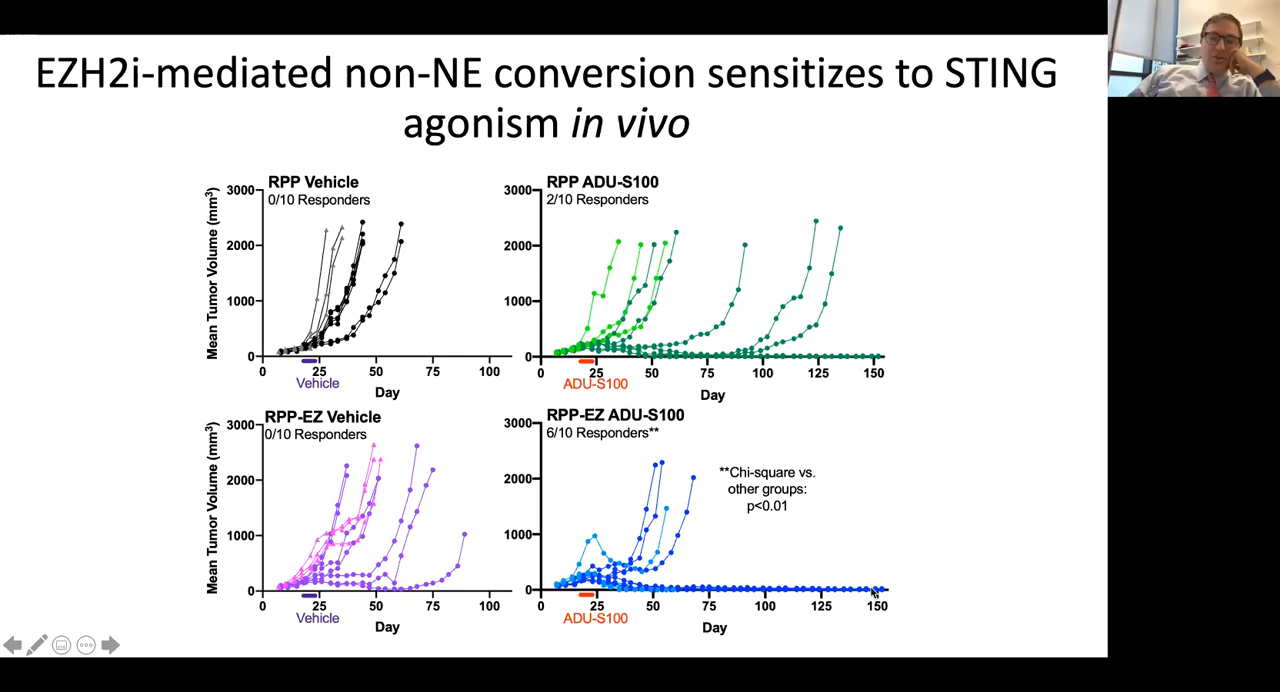 EZH2i-mediated non-NE conversion sensitizes to STING
agonism in vivo
RPP Vehicle
0/10 Responders
Mean Tumor Volume (mm³)
3000
2000
1000
0
0 25 50 75 100
Vehicle
Day
RPP ADU-S100
2/10 Responders
3000
2000
1000
0
0 25 50 75 100 125 150
ADU-S100
Day
RPP-EZ Vehicle
0/10 Responders
Mean Tumor Volume (mm³)
3000
2000
1000
0
0 25 50 75 100
Vehicle
Day
RPP-EZ ADU-S100
6/10 Responders**
3000
2000
1000
0
**Chi-square vs.
other groups:
p<0.01
0 25 50 75 100 125 150
ADU-S100
Day